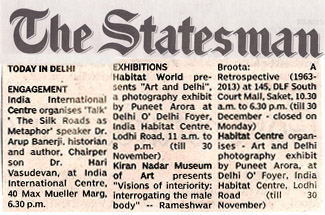 The Statesman
TODAY IN DELHI
ENGAGEMENT
India International
Centre organises 'Talk'
' The Silk Roads as
Metaphor' speaker Dr.
Arup Banerji, historian
and author, Chairper
son Dr. Hari
Vasudevan, at India
International Centre,
40 Max Mueller Marg,
6.30 p.m.
EXHIBITIONS
Habitat World pre-
sents "Art and Delhi",
a photography exhibit
by Puneet Arora at
Delhi O' Delhi Foyer,
India Habitat Centre,
Lodhi Road, 11 a.m. to
8 p.m. (till 30
November)
Kiran Nadar Museum
of Art presents
"Visions of interiority:
interrogating the male
body" -- Rameshwar
Broota: A
Retrospective (1963-
2013) at 145, DLF South
Court Mall, Saket, 10.30
a.m. to 6.30 p.m. (till 30
December - closed on
Monday)
Habitat Centre organ-
ises - Art and Delhi
photography exhibit
by Puneet Arora, at
Delhi O' Foyer, India
Habitat Centre, Lodhi
Road (till 30
November)